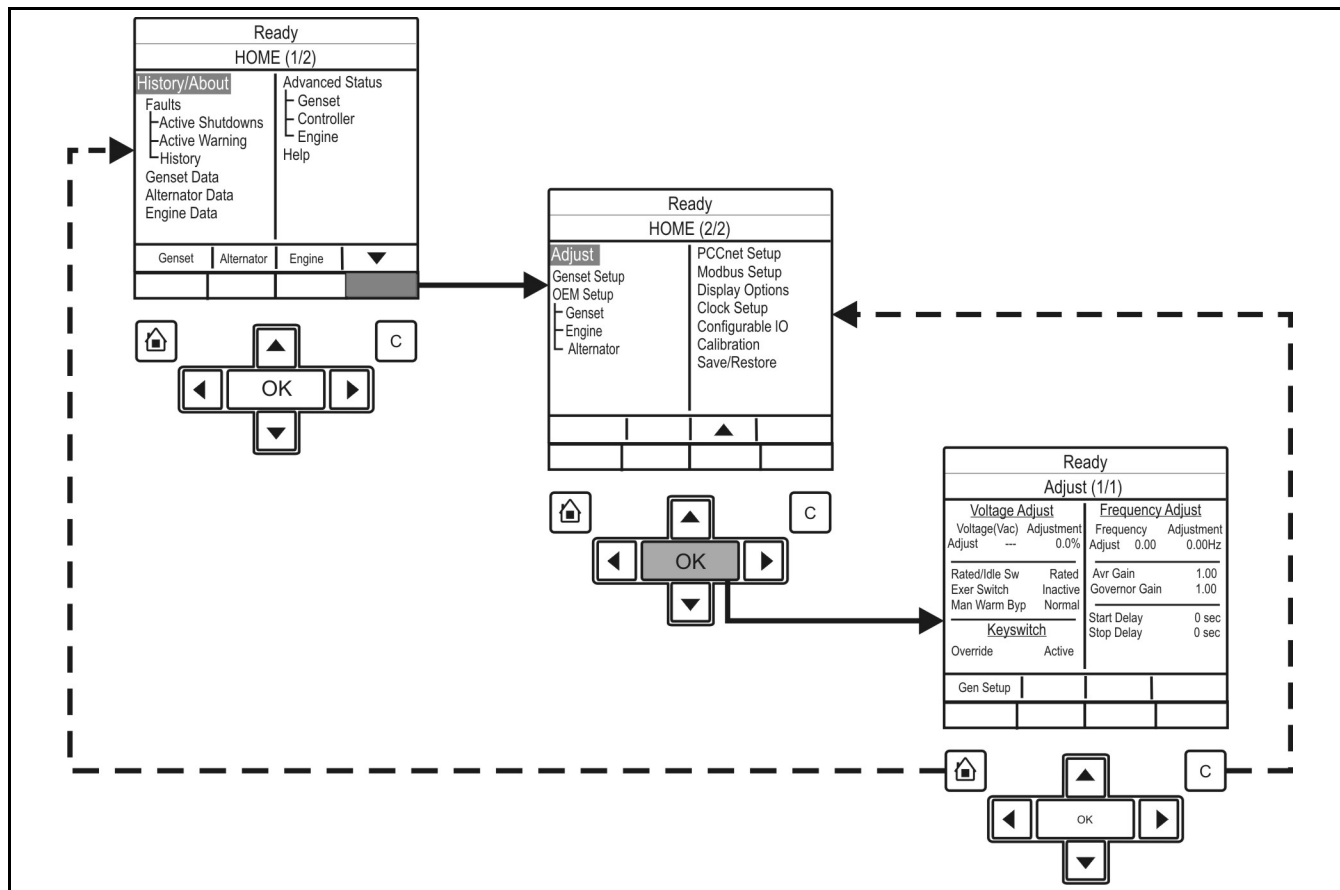 Ready
HOME (1/2)
History/About
Faults
Active Shutdowns
Active Warning
History
Genset Data
Alternator Data
Engine Data
Advanced Status
Genset
Controller
Engine
Help
Genset Alternator Engine ▼
C
OK
Ready
HOME (2/2)
Adjust
Genset Setup
OEM Setup
Genset
Engine
Alternator
PCCnet Setup
Modbus Setup
Display Options
Clock Setup
Configurable IO
Calibration
Save/Restore
▲
C
OK
Ready
Adjust (1/1)
Voltage Adjust
Voltage(Vac) Adjustment
Adjust --- 0.0%
Rated/Idle Sw Rated
Exer Switch Inactive
Man Warm Byp Normal
Keyswitch
Override Active
Frequency Adjust
Frequency Adjustment
Adjust 0.00 0.00Hz
Avr Gain 1.00
Governor Gain 1.00
Start Delay 0 sec
Stop Delay 0 sec
Gen Setup
C
OK